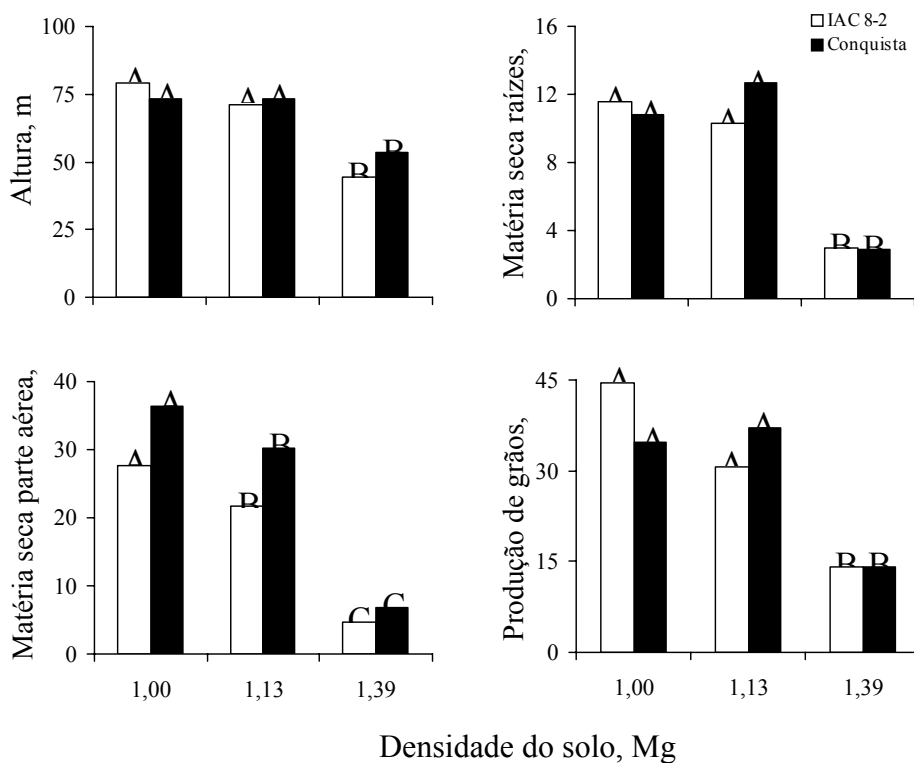 IAC 8-2
Conquista
Altura, m
100
75
50
25
0
A A A A B B
Matéria seca raízes,
16
12
8
4
0
A A A A B B
Matéria seca parte aérea,
40
30
20
10
0
A A B B C C
1,00 1,13 1,39
Produção de grãos,
45
30
15
0
A A A A B B
1,00 1,13 1,39
Densidade do solo, Mg